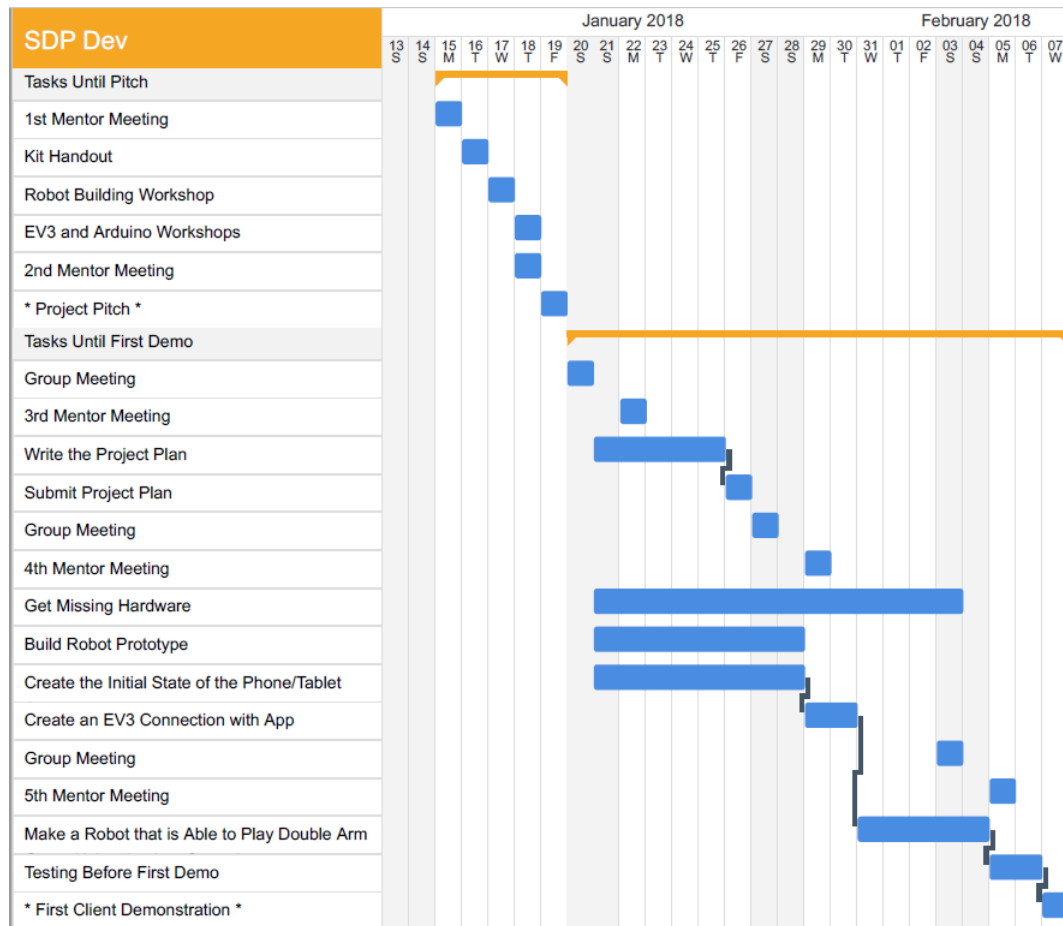 January 2018 February 2018
SDP Dev
13 14 15 16 17 18 19 20 21 22 23 24 25 26 27 28 29 30 31 01 02 03 04 05 06 07
S S M T W T F S S M T W T F S S M T W T F S S M T W
Tasks Until Pitch
1st Mentor Meeting
Kit Handout
Robot Building Workshop
EV3 and Arduino Workshops
2nd Mentor Meeting
* Project Pitch *
Tasks Until First Demo
Group Meeting
3rd Mentor Meeting
Write the Project Plan
Submit Project Plan
Group Meeting
4th Mentor Meeting
Get Missing Hardware
Build Robot Prototype
Create the Initial State of the Phone/Tablet
Create an EV3 Connection with App
Group Meeting
5th Mentor Meeting
Make a Robot that is Able to Play Double Arm
Testing Before First Demo
* First Client Demonstration *